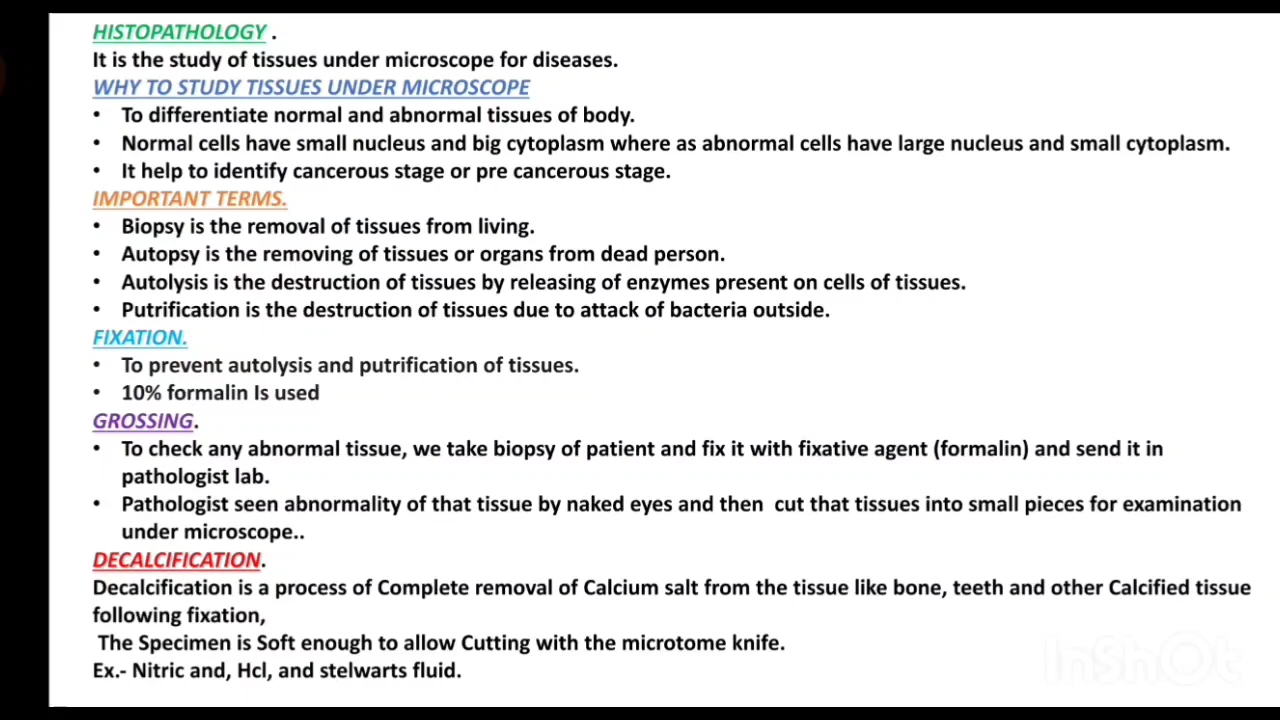 HISTOPATHOLOGY .
It is the study of tissues under microscope for diseases.
WHY TO STUDY TISSUES UNDER MICROSCOPE
• To differentiate normal and abnormal tissues of body.
• Normal cells have small nucleus and big cytoplasm where as abnormal cells have large nucleus and small cytoplasm.
• It help to identify cancerous stage or pre cancerous stage.
IMPORTANT TERMS.
• Biopsy is the removal of tissues from living.
• Autopsy is the removing of tissues or organs from dead person.
• Autolysis is the destruction of tissues by releasing of enzymes present on cells of tissues.
• Putrification is the destruction of tissues due to attack of bacteria outside.
FIXATION.
• To prevent autolysis and putrification of tissues.
• 10% formalin Is used
GROSSING.
• To check any abnormal tissue, we take biopsy of patient and fix it with fixative agent (formalin) and send it in
pathologist lab.
• Pathologist seen abnormality of that tissue by naked eyes and then cut that tissues into small pieces for examination
under microscope..
DECALCIFICATION.
Decalcification is a process of Complete removal of Calcium salt from the tissue like bone, teeth and other Calcified tissue
following fixation,
The Specimen is Soft enough to allow Cutting with the microtome knife.
Ex.- Nitric and, Hcl, and stelwarts fluid.
InShOt